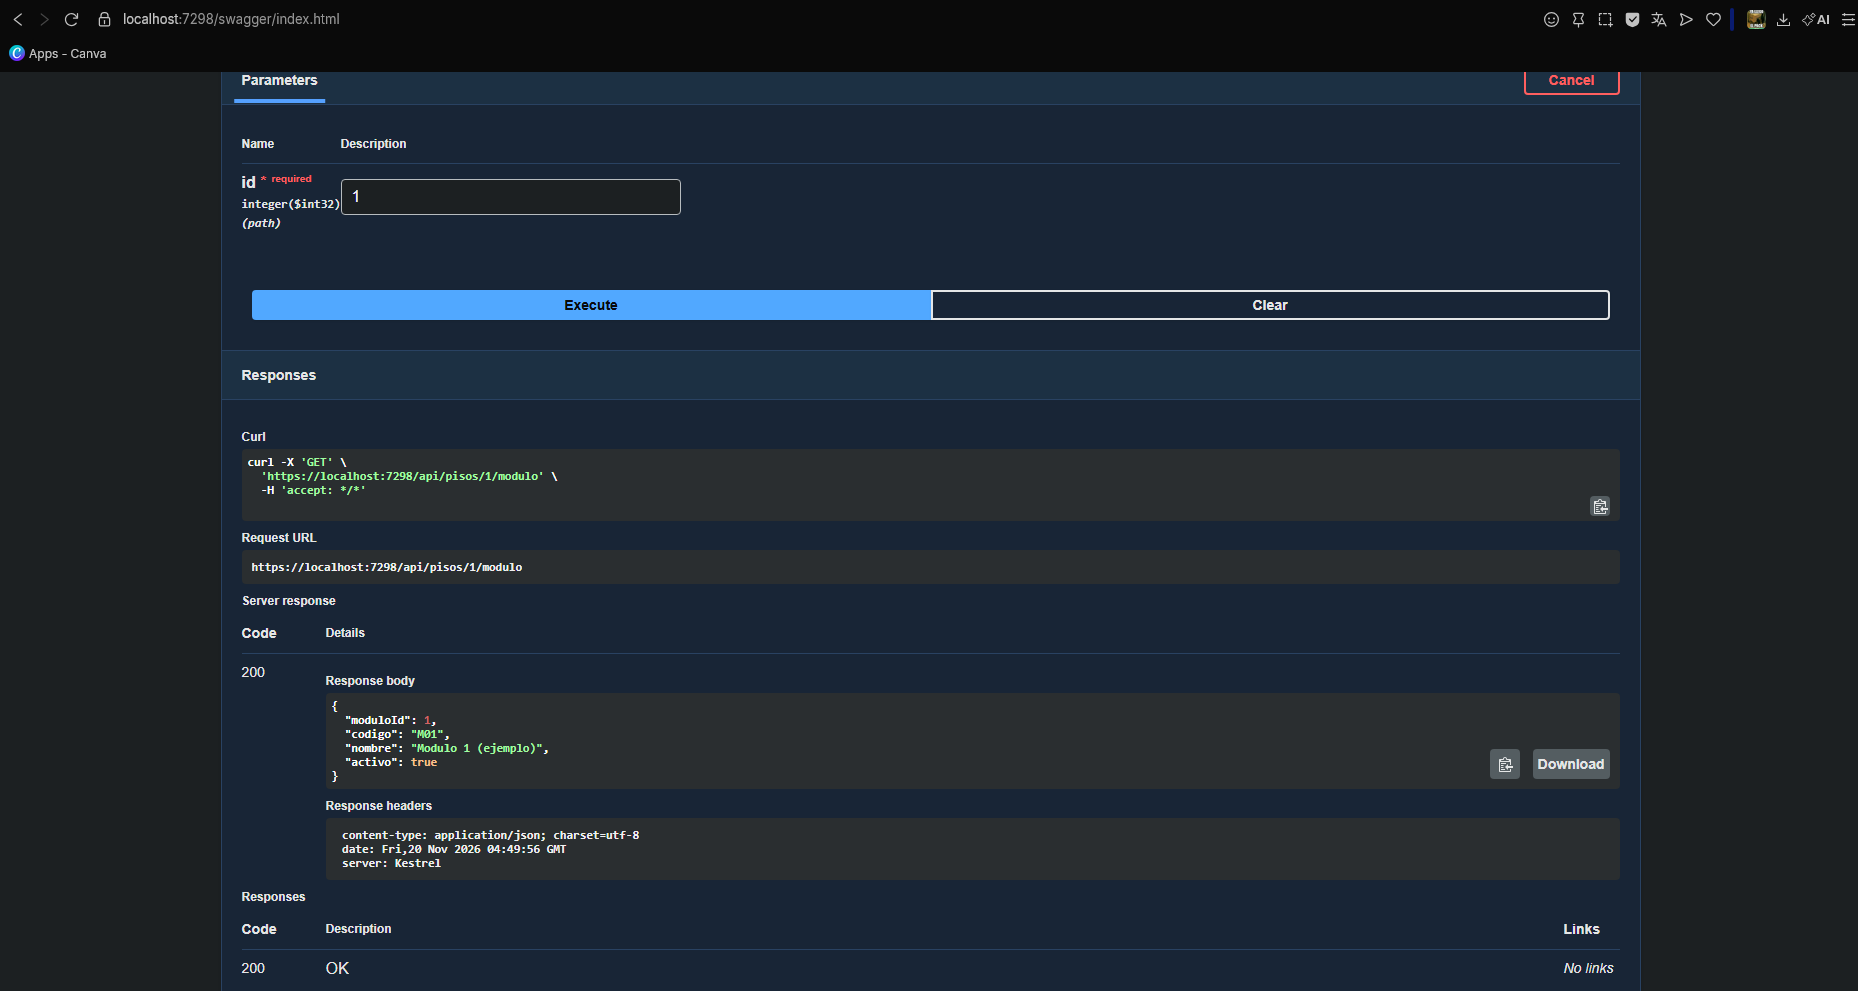 localhost:7298/swagger/index.html
AI
Apps - Canva
Parameters
Cancel
Name Description
id * required
integer($int32)
(path)
1
Execute Clear
Responses
Curl
curl -X 'GET' \
'https://localhost:7298/api/pisos/1/modulo' \
-H 'accept: */*'
Request URL
https://localhost:7298/api/pisos/1/modulo
Server response
Code Details
200
Response body
{
"moduloId": 1,
"codigo": "M01",
"nombre": "Modulo 1 (ejemplo)",
"activo": true
}
Download
Response headers
content-type: application/json; charset=utf-8
date: Fri,20 Nov 2026 04:49:56 GMT
server: Kestrel
Responses
Code Description Links
200 OK No links